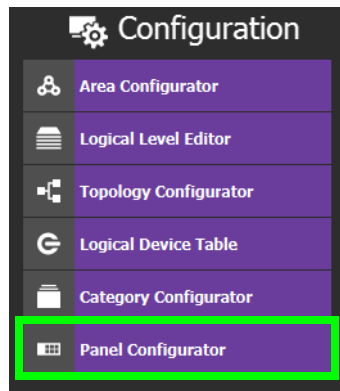 Configuration
Area Configurator
Logical Level Editor
Topology Configurator
Logical Device Table
Category Configurator
Panel Configurator